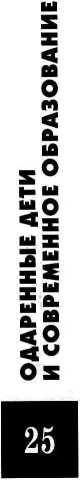 ОДАРЕННЫЕ ДЕТИ
И СОВРЕМЕННОЕ ОБРАЗОВАНИЕ
25